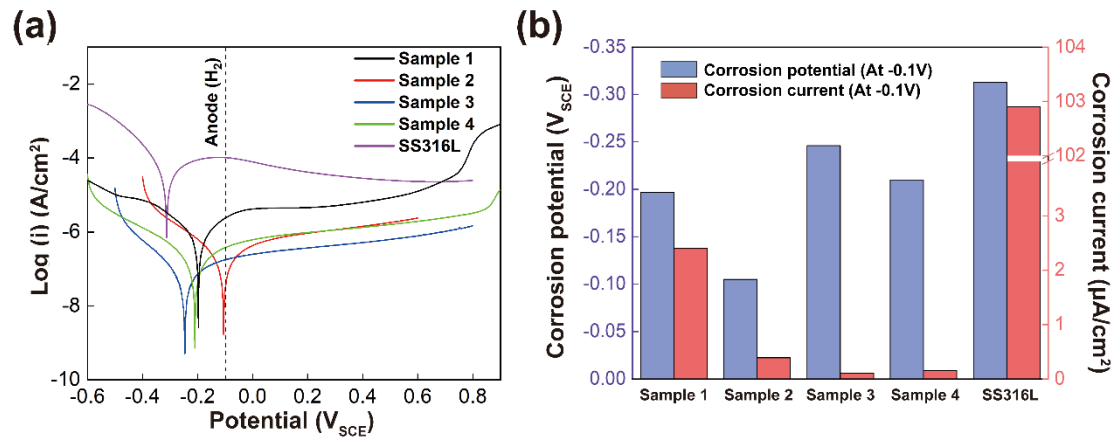 (a)
Loq (I) (A/cm²)
-2
-4
-6
-8
-10
-0.6 -0.4 -0.2 0.0 0.2 0.4 0.6 0.8
Potential (V_SCE)
Anode (H₂)
Sample 1
Sample 2
Sample 3
Sample 4
SS316L
(b)
Corrosion potential (V_SCE)
-0.35
-0.30
-0.25
-0.20
-0.15
-0.10
-0.05
0.00
Corrosion potential (At -0.1V)
Corrosion current (At -0.1V)
Sample 1 Sample 2 Sample 3 Sample 4 SS316L
104
103
102
3
2
1
0
Corrosion current (μA/cm²)